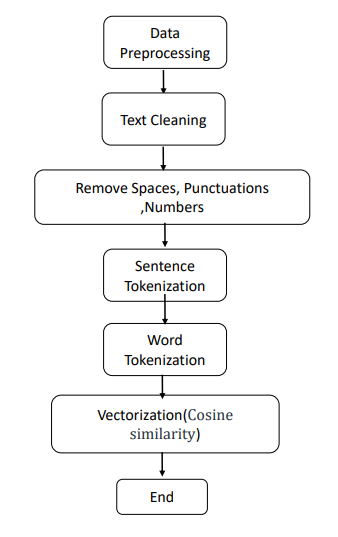 Data
Preprocessing
Text Cleaning
Remove Spaces, Punctuations
,Numbers
Sentence
Tokenization
Word
Tokenization
Vectorization(Cosine
similarity)
End